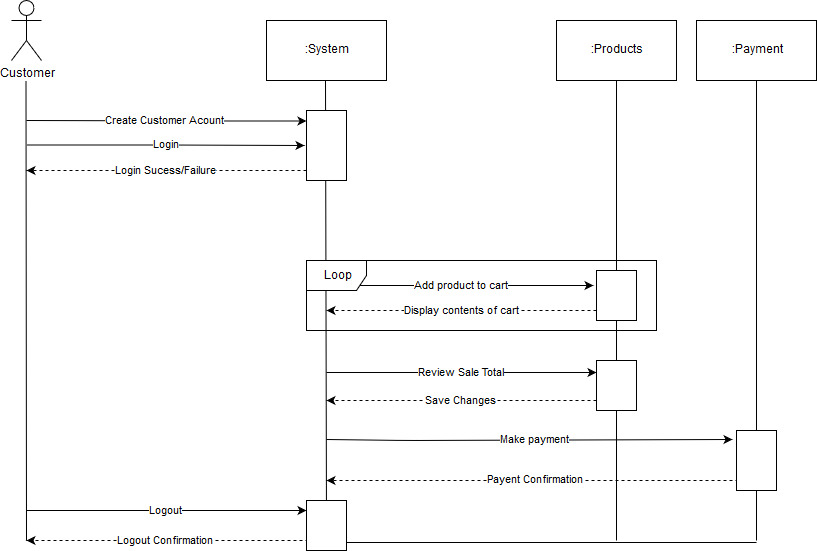 Customer
:System
:Products
:Payment
Create Customer Acount
Login
Login Sucess/Failure
Loop
Add product to cart
Display contents of cart
Review Sale Total
Save Changes
Make payment
Payent Confirmation
Logout
Logout Confirmation